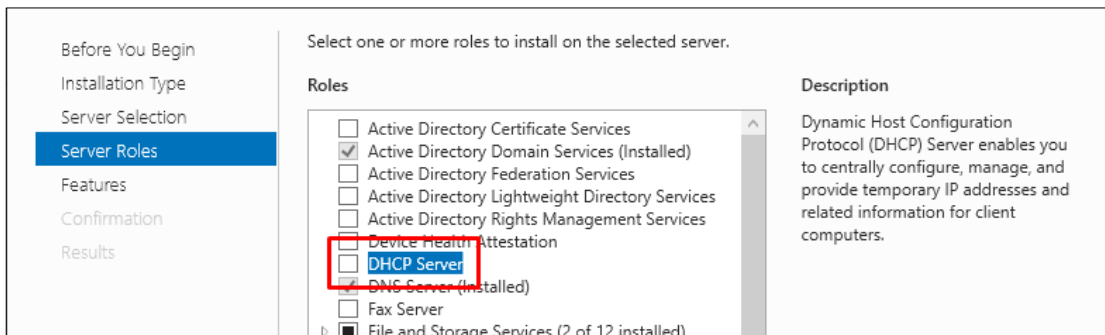 Before You Begin
Installation Type
Server Selection
Server Roles
Features
Confirmation
Results
Select one or more roles to install on the selected server.
Roles
Active Directory Certificate Services
Active Directory Domain Services (Installed)
Active Directory Federation Services
Active Directory Lightweight Directory Services
Active Directory Rights Management Services
Device Health Attestation
DHCP Server
DNS Server (Installed)
Fax Server
File and Storage Services (2 of 12 installed)
Description
Dynamic Host Configuration
Protocol (DHCP) Server enables you
to centrally configure, manage, and
provide temporary IP addresses and
related information for client
computers.